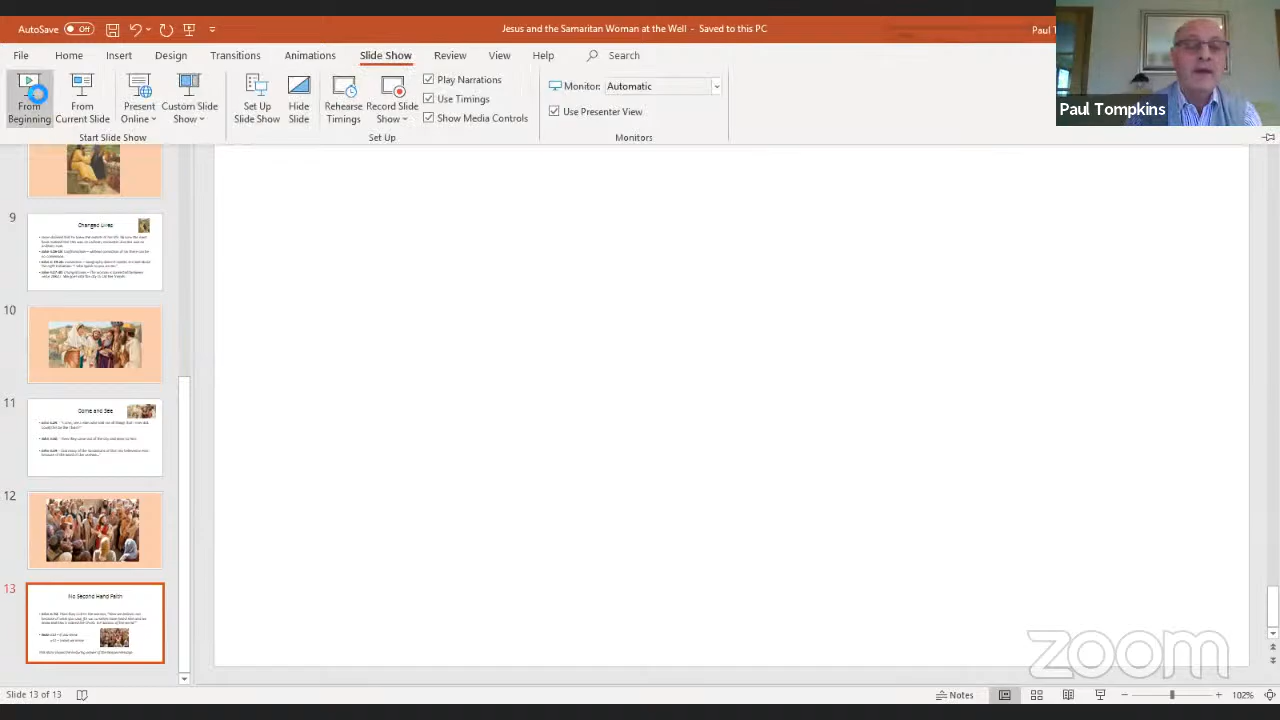 AutoSave Off
Jesus and the Samaritan Woman at the Well - Saved to this PC
Paul T
File Home Insert Design Transitions Animations Slide Show Review View Help Search
From Beginning
From Current Slide
Present Online
Custom Slide Show
Set Up Slide Show
Hide Slide
Rehearse Timings
Record Slide Show
Play Narrations
Use Timings
Show Media Controls
Monitor: Automatic
Use Presenter View
Start Slide Show
Set Up
Monitors
Paul Tompkins
9
Changed Lives
10
11
Come and See
12
13
No Second Hand Faith
zoom
Slide 13 of 13
Notes
102%